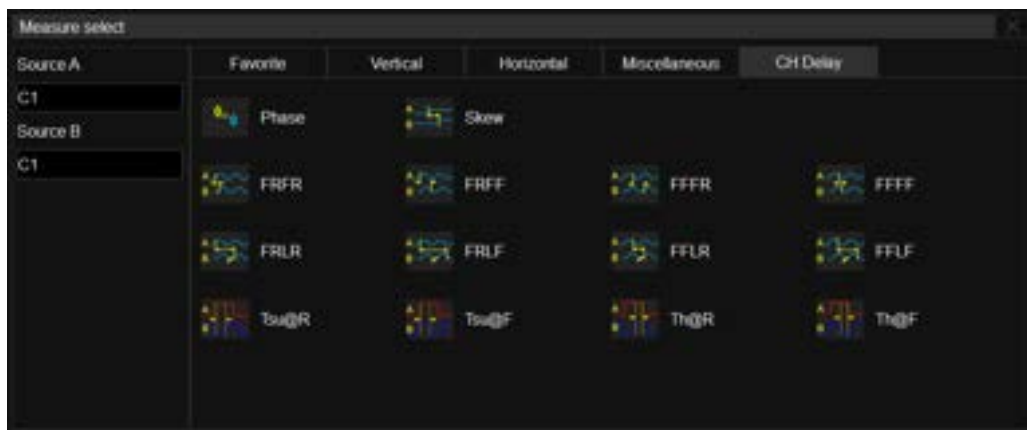 Measure select
Source A
C1
Source B
C1
Favorite Vertical Horizontal Miscellaneous CH Delay
Phase Skew
FRFR FRFF FFFR FFFF
FRLR FRLF FFLR FFLF
Tsu@R Tsu@F Th@R Th@F